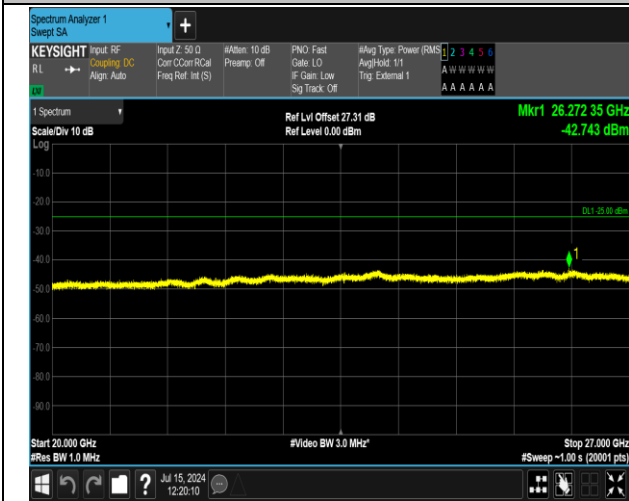 Spectrum Analyzer 1
Swept SA
+
KEYSIGHT
RL
Input: RF
Coupling: DC
Align: Auto
Input Z: 50 Ω
Corr CCorr RCal
Freq Ref: Int (S)
#Atten: 10 dB
Preamp: Off
PNO: Fast
Gate: LO
IF Gain: Low
Sig Track: Off
#Avg Type: Power (RMS
Avg|Hold: 1/1
Trig: External 1
1 2 3 4 5 6
A W W W W W
A A A A A A
1 Spectrum
Scale/Div 10 dB
Log
Ref Lvl Offset 27.31 dB
Ref Level 0.00 dBm
Mkr1 26.272 35 GHz
-42.743 dBm
-10.0
-20.0
DL1 -25.00 dBm
-30.0
1
-40.0
-50.0
-60.0
-70.0
-80.0
-90.0
Start 20.000 GHz
#Res BW 1.0 MHz
#Video BW 3.0 MHz*
Stop 27.000 GHz
#Sweep ~1.00 s (20001 pts)
?
Jul 15, 2024
12:20:10